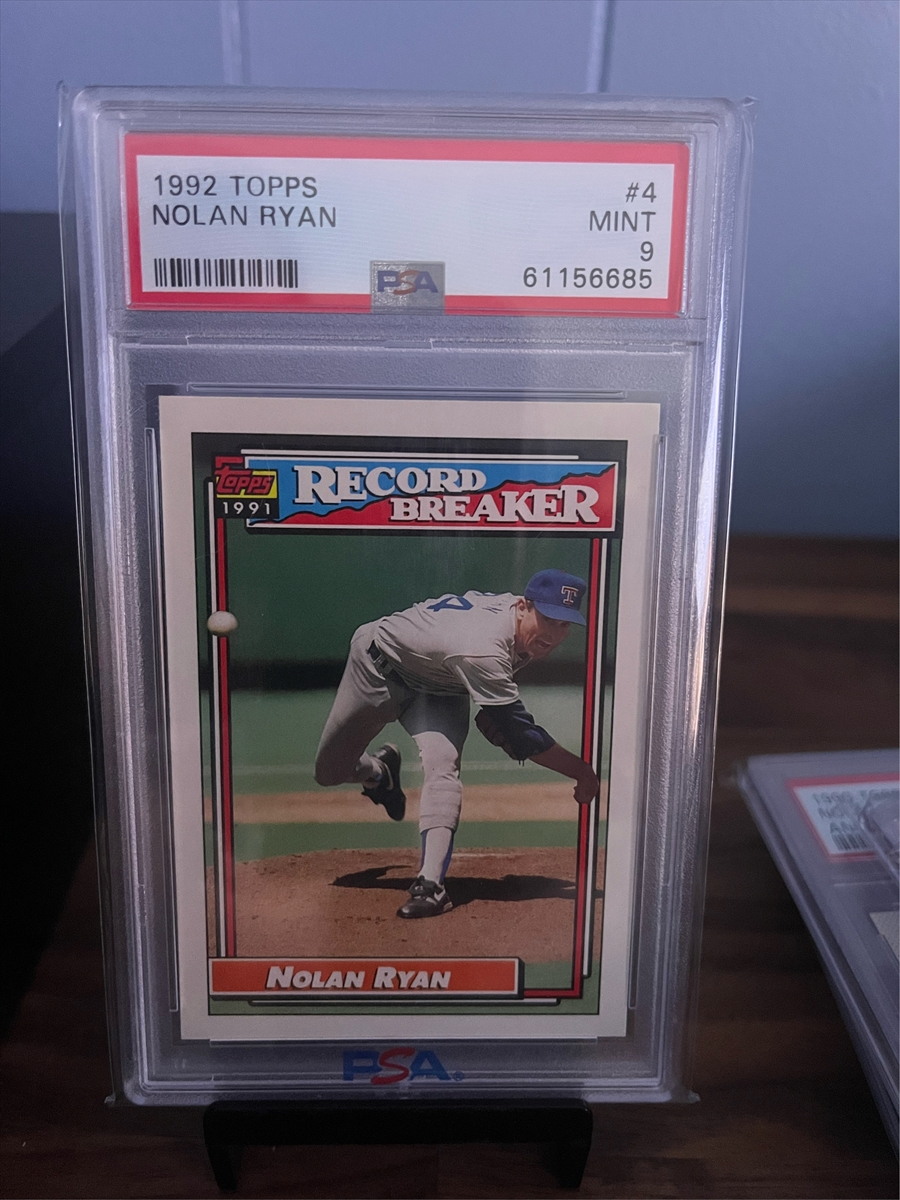 1992 TOPPS
#4
NOLAN RYAN
MINT
9
61156685
PSA
Topps
1991
RECORD
BREAKER
T
NOLAN RYAN
PSA®